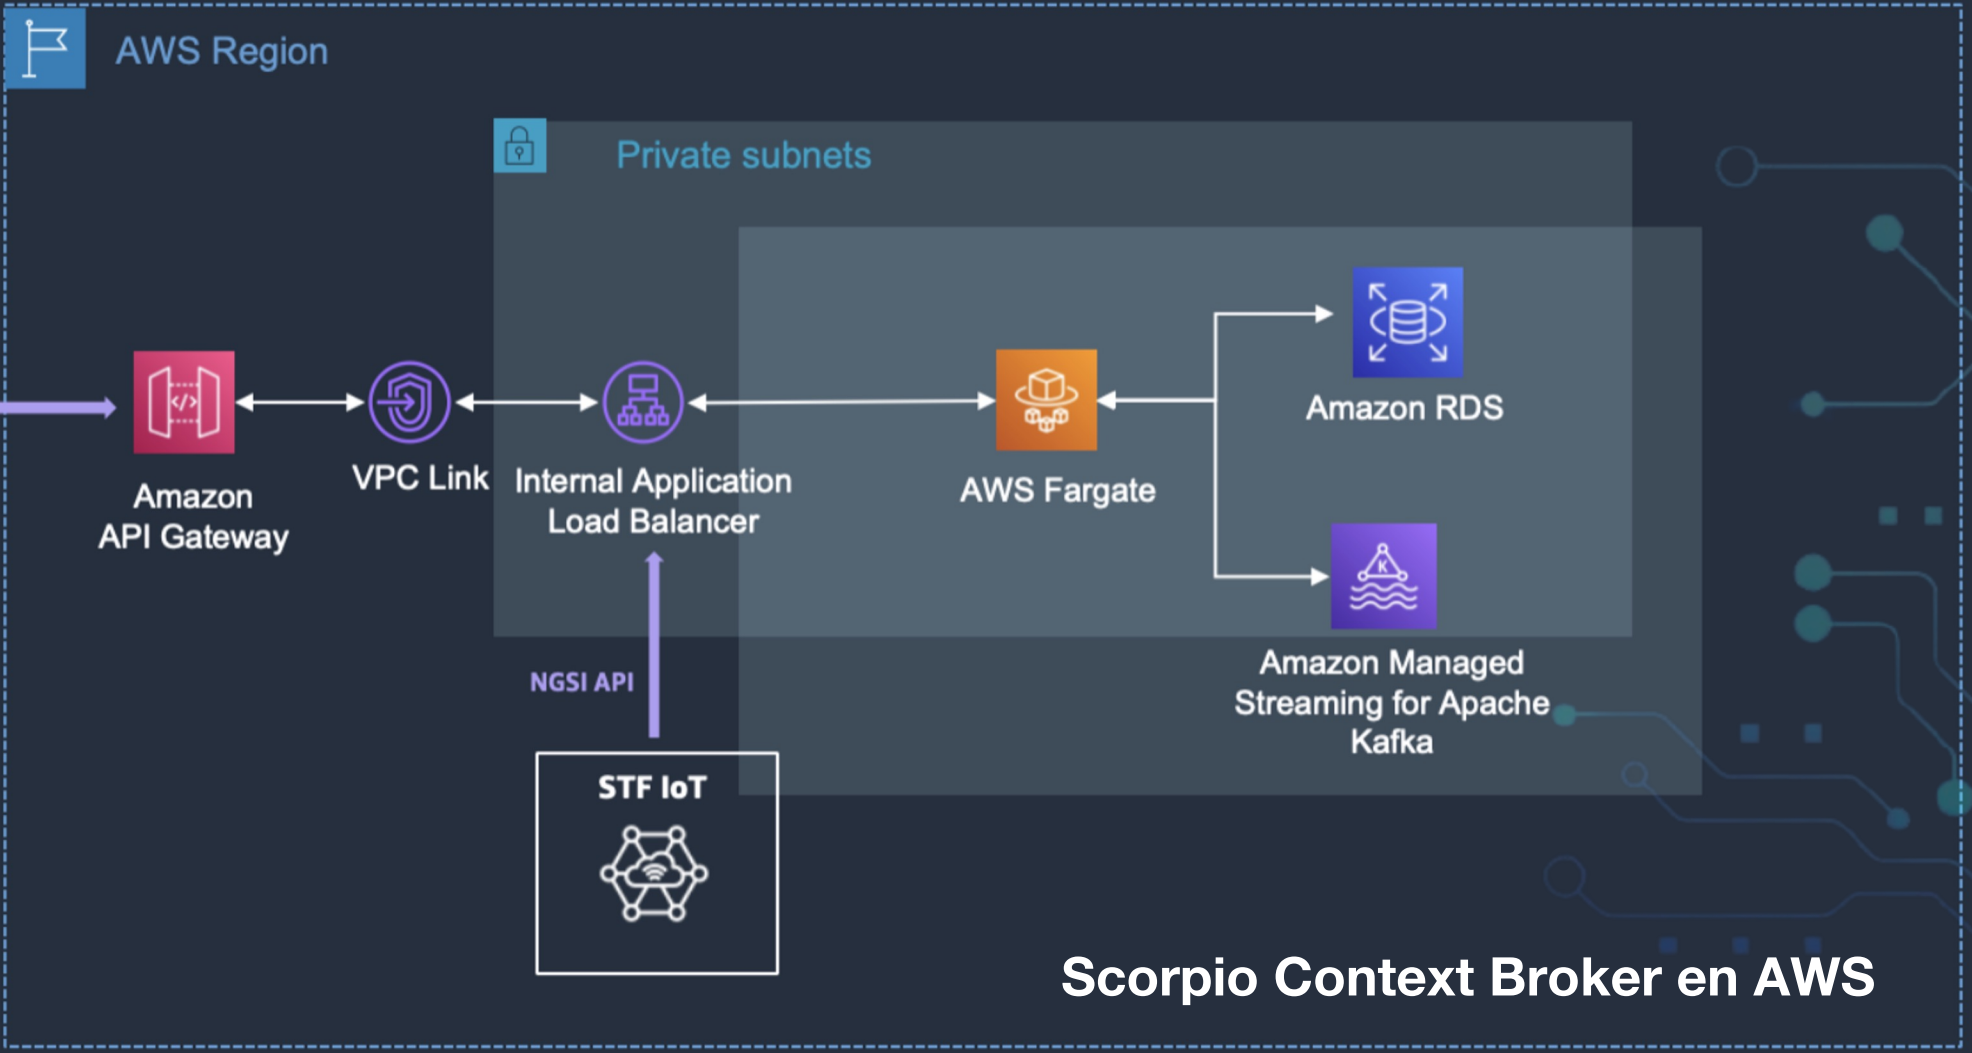 AWS Region
Private subnets
Amazon
API Gateway
</>
VPC Link
Internal Application
Load Balancer
AWS Fargate
Amazon RDS
K
Amazon Managed
Streaming for Apache
Kafka
NGSI API
STF IoT
Scorpio Context Broker en AWS